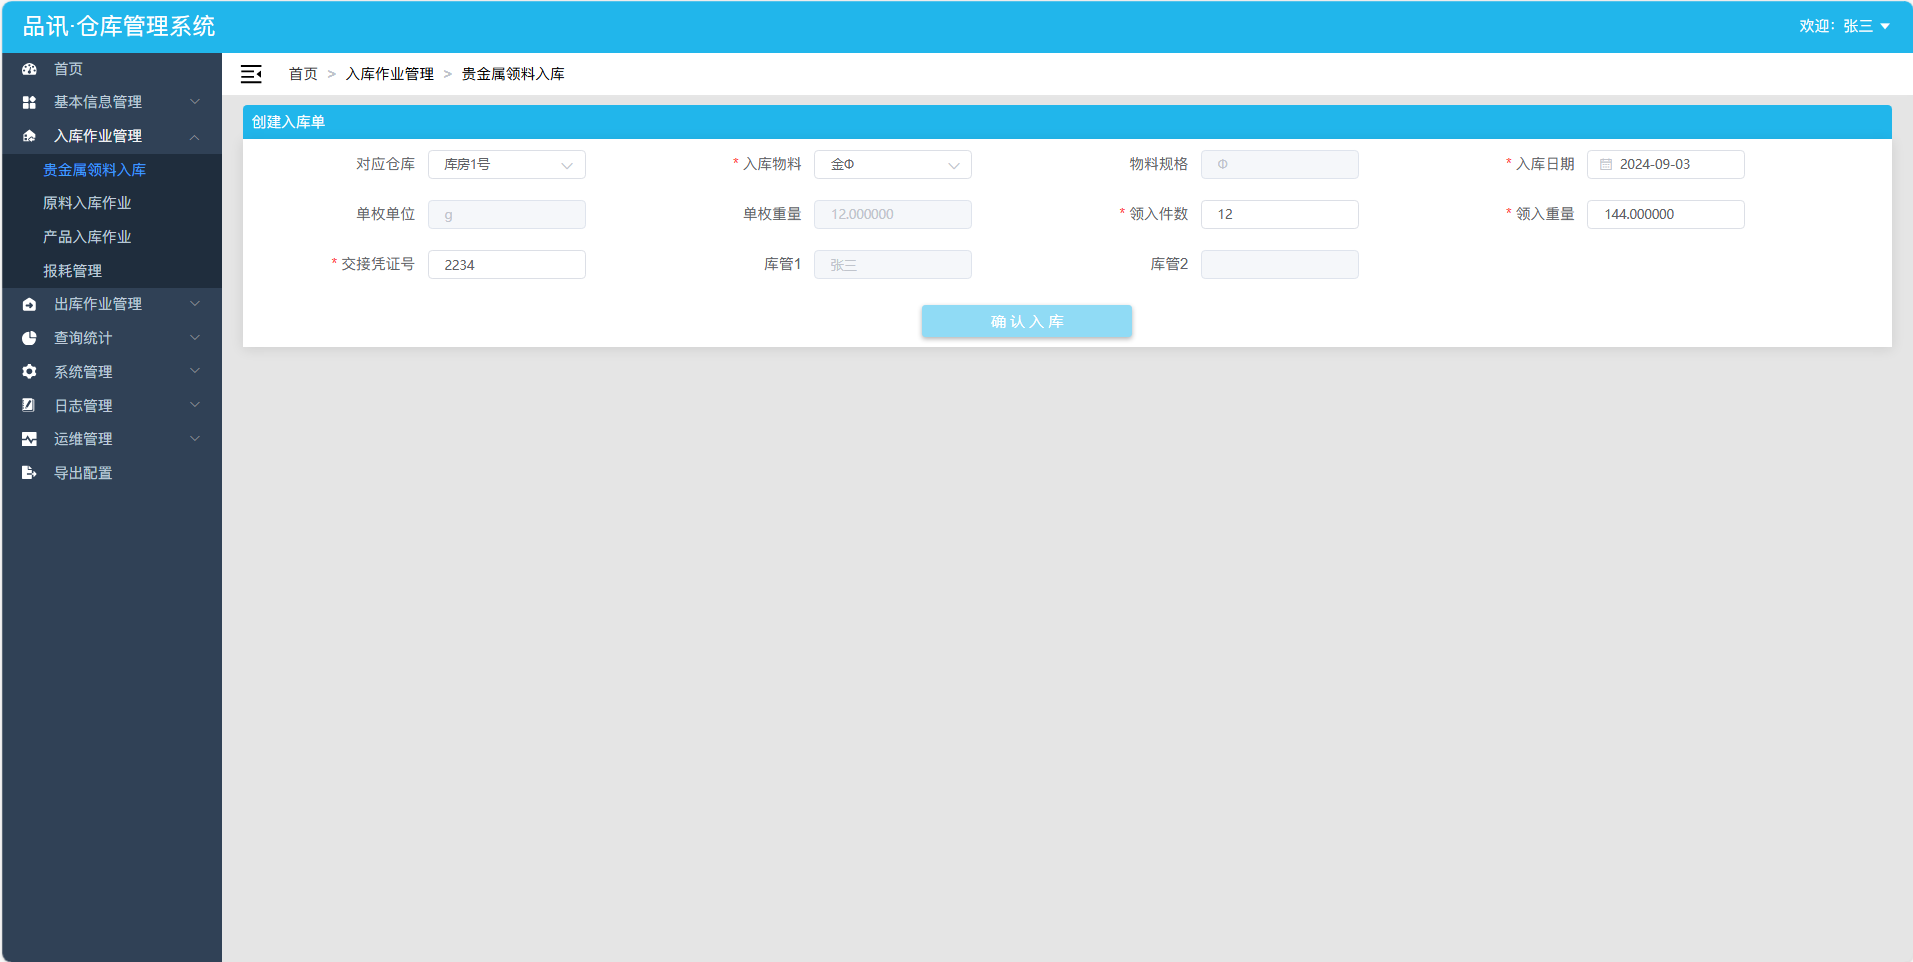 品讯·仓库管理系统
欢迎：张三
首页
基本信息管理
入库作业管理
贵金属领料入库
原料入库作业
产品入库作业
报耗管理
出库作业管理
查询统计
系统管理
日志管理
运维管理
导出配置
首页 > 入库作业管理 > 贵金属领料入库
创建入库单
对应仓库 库房1号 * 入库物料 金Φ 物料规格 Φ * 入库日期 2024-09-03
单枚单位 g 单枚重量 12.000000 * 领入件数 12 * 领入重量 144.000000
* 交接凭证号 2234 库管1 张三 库管2
确认入库